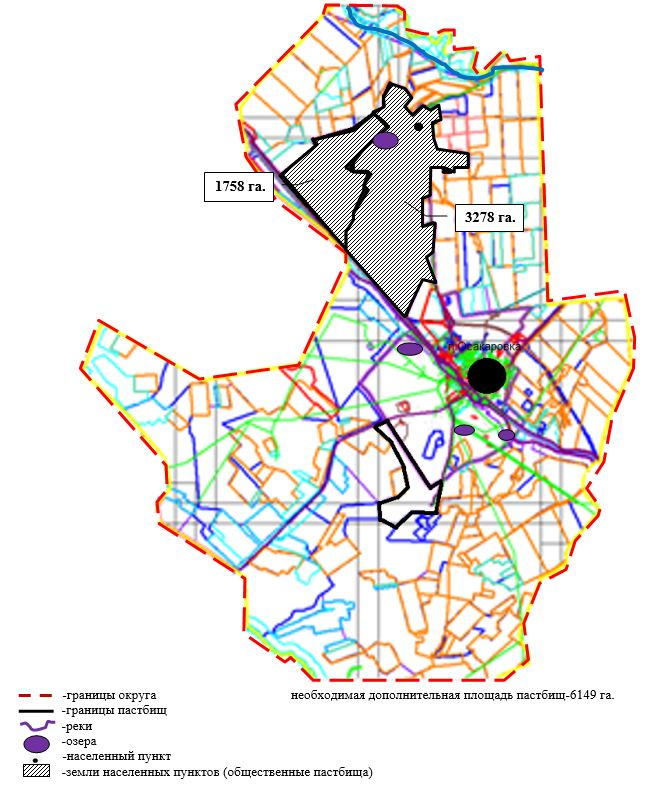 1758 га.
3278 га.
п.Осакаровка
-границы округа
необходимая дополнительная площадь пастбищ-6149 га.
-границы пастбищ
-реки
-озера
-населенный пункт
-земли населенных пунктов (общественные пастбища)